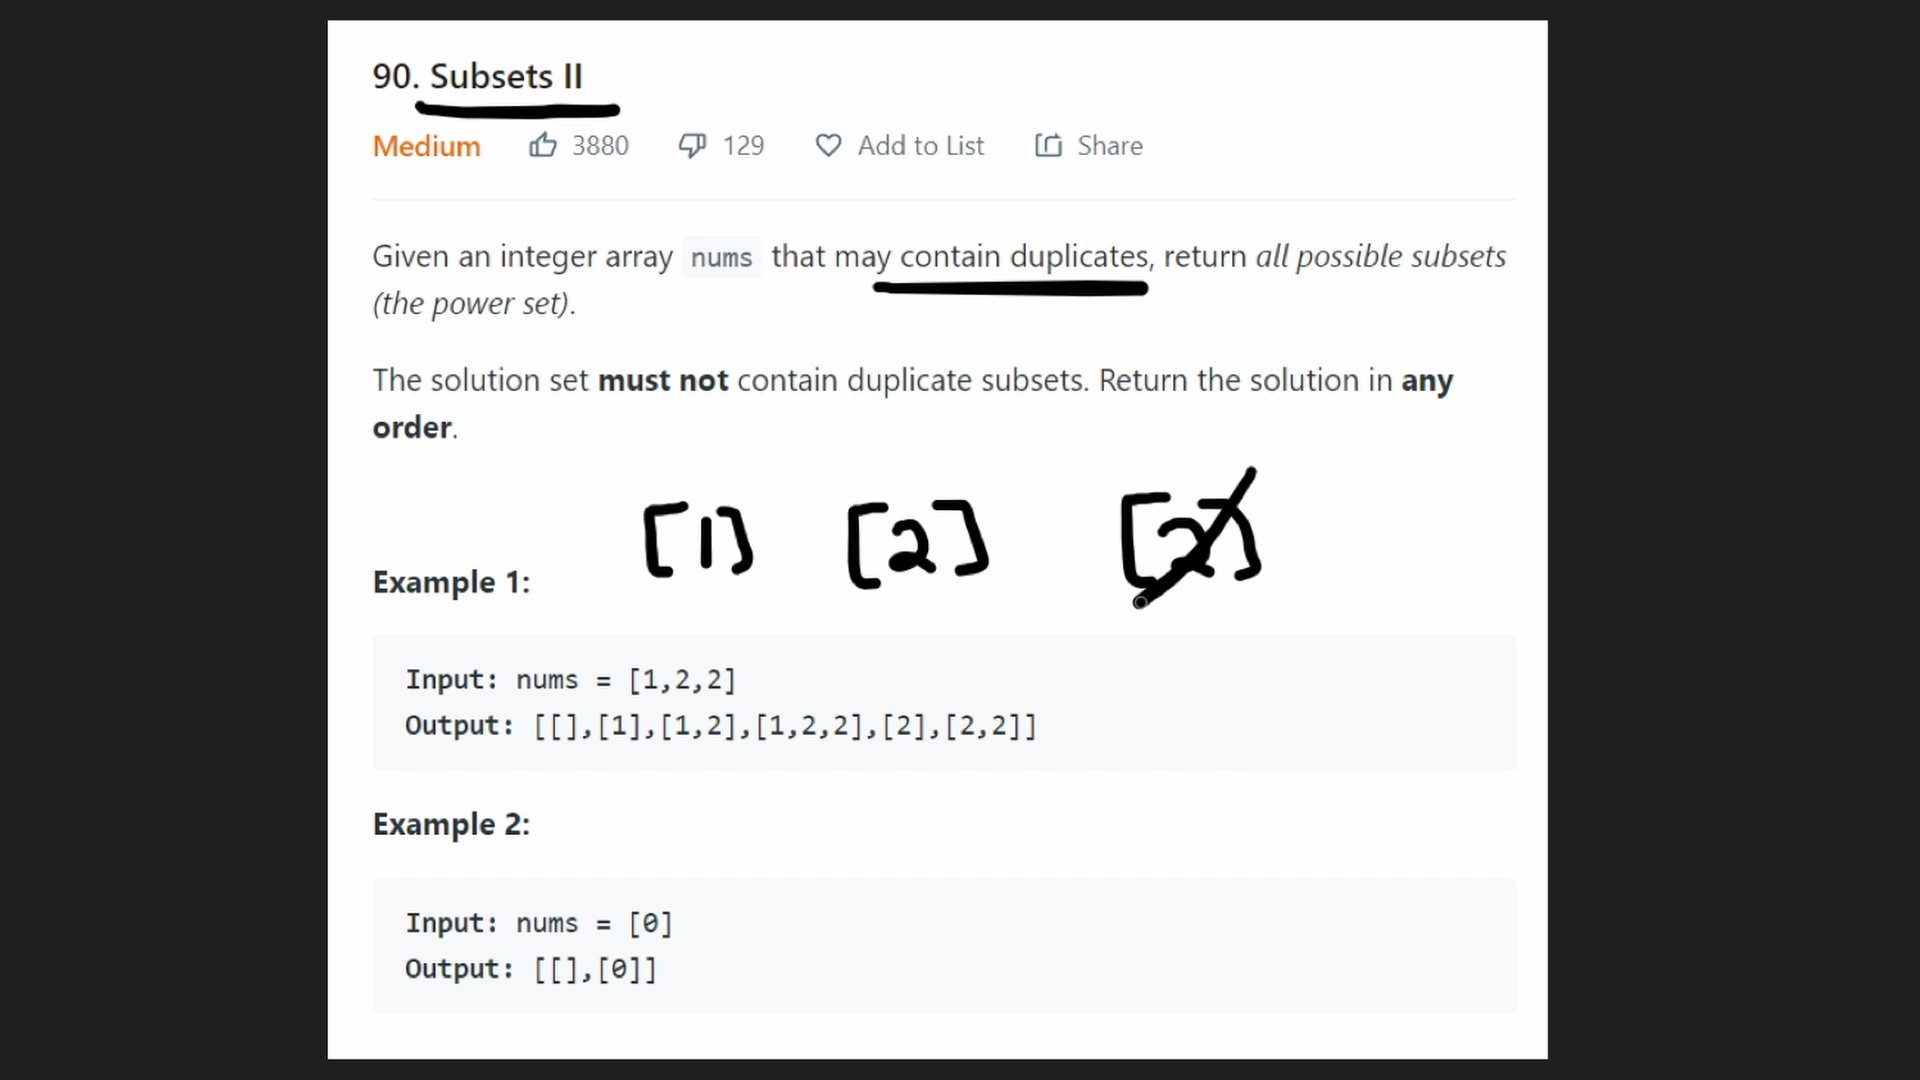 90. Subsets II
Medium 3880 129 Add to List Share
Given an integer array nums that may contain duplicates, return all possible subsets
(the power set).
The solution set must not contain duplicate subsets. Return the solution in any
order.
[1] [2] [2]
Example 1:
Input: nums = [1,2,2]
Output: [[],[1],[1,2],[1,2,2],[2],[2,2]]
Example 2:
Input: nums = [0]
Output: [[],[0]]